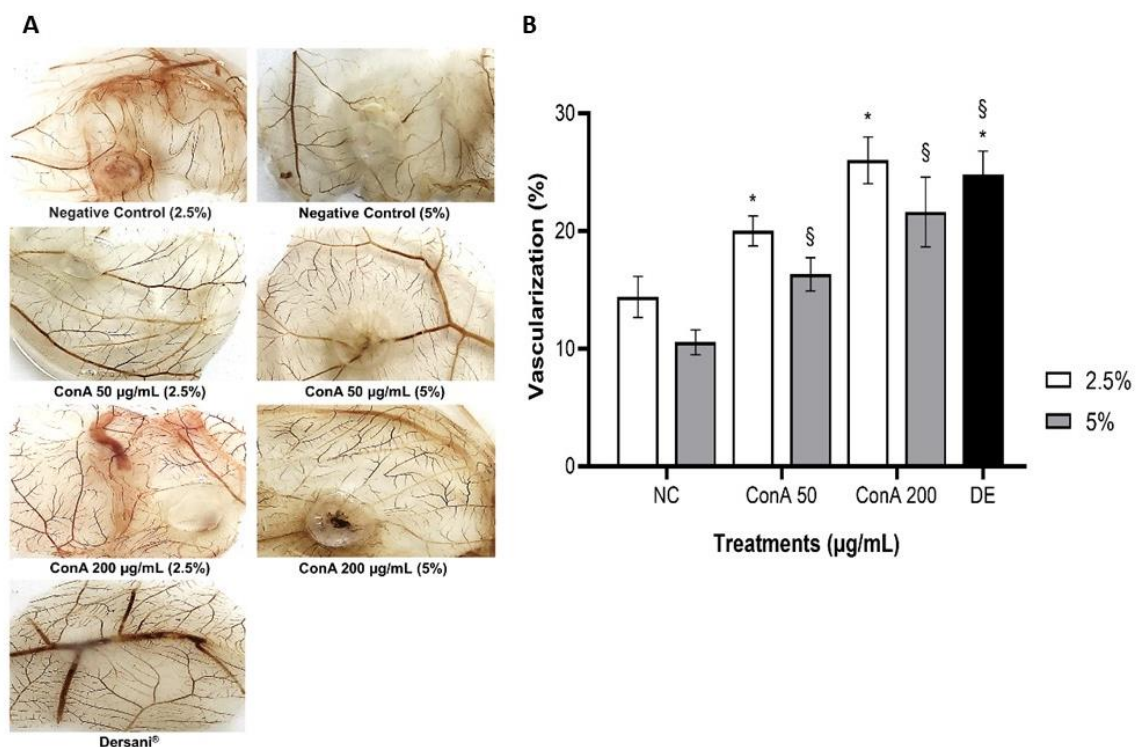 A
Negative Control (2.5%)
Negative Control (5%)
ConA 50 µg/mL (2.5%)
ConA 50 µg/mL (5%)
ConA 200 µg/mL (2.5%)
ConA 200 µg/mL (5%)
Dersani®
B
Vascularization (%)
30
20
10
0
*
§
*
§
§
*
NC
ConA 50
ConA 200
DE
Treatments (µg/mL)
2.5%
5%